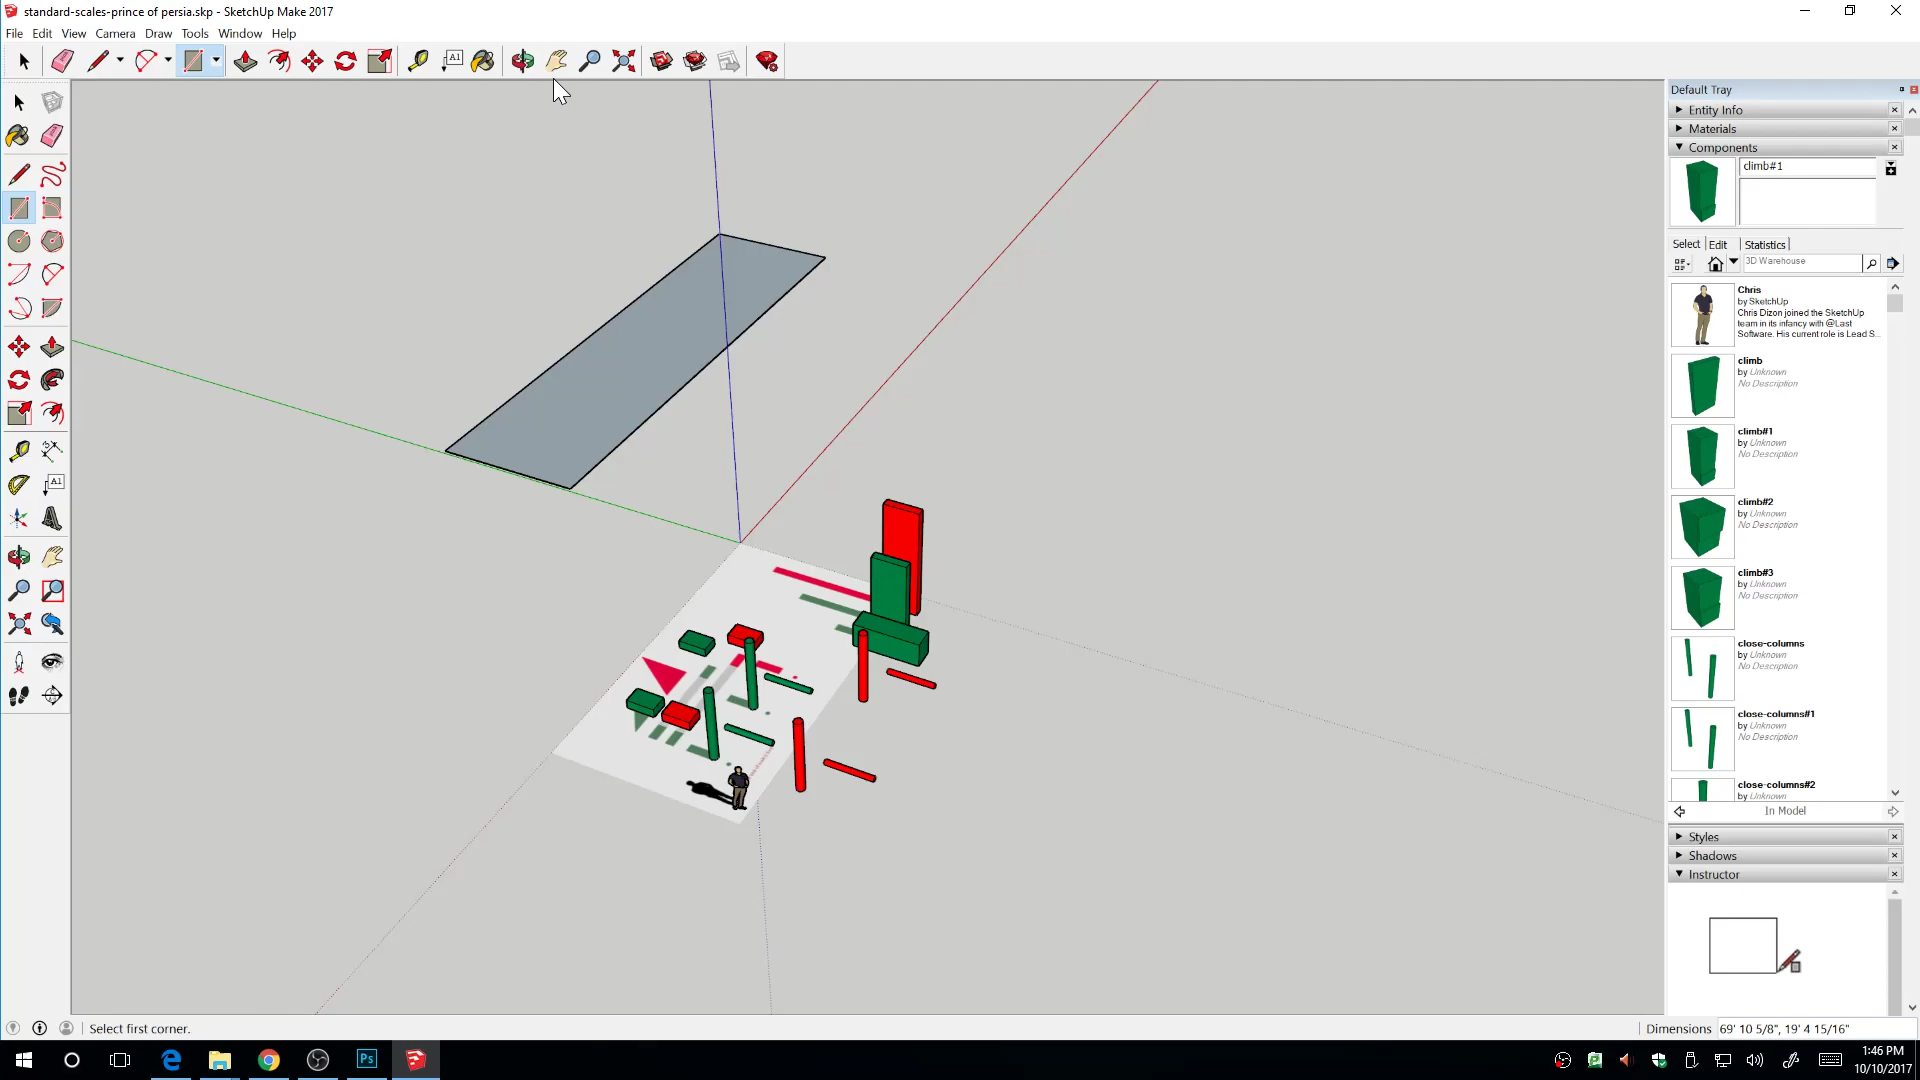 standard-scales-prince of persia.skp - SketchUp Make 2017
File Edit View Camera Draw Tools Window Help
A1
Default Tray
Entity Info
Materials
Components
climb#1
Select Edit Statistics
3D Warehouse
Chris
by SketchUp
Chris Dizon joined the SketchUp
team in its infancy with @Last
Software. His current role is Lead S...
climb
by Unknown
No Description
climb#1
by Unknown
No Description
climb#2
by Unknown
No Description
climb#3
by Unknown
No Description
close-columns
by Unknown
No Description
close-columns#1
by Unknown
No Description
close-columns#2
by Unknown
In Model
Styles
Shadows
Instructor
A1
Select first corner.
Dimensions 69' 10 5/8", 19' 4 15/16"
Ps
1:46 PM
10/10/2017